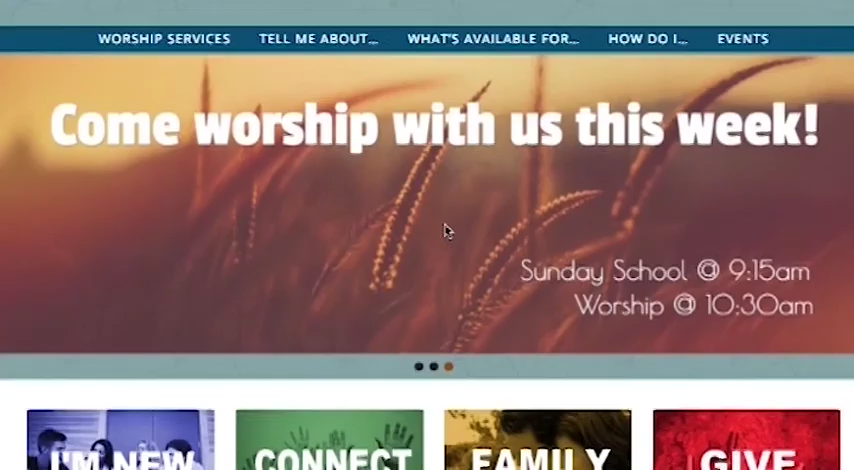 WORSHIP SERVICES TELL ME ABOUT... WHAT'S AVAILABLE FOR... HOW DO I... EVENTS
Come worship with us this week!
Sunday School @ 9:15am
Worship @ 10:30am
I'M NEW CONNECT FAMILY GIVE